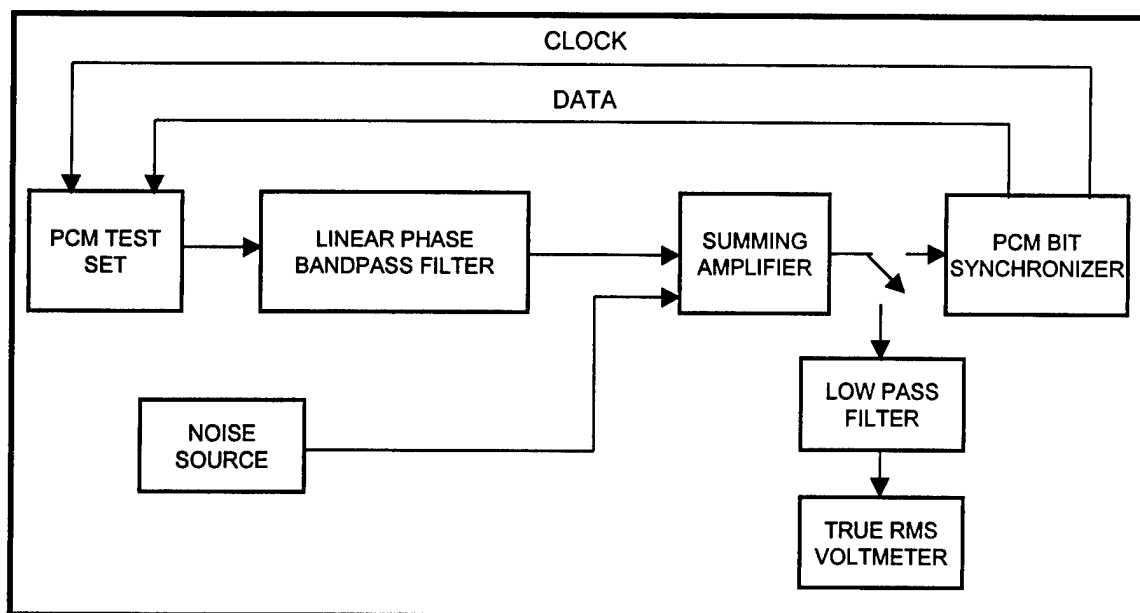 CLOCK
DATA
PCM TEST
SET
LINEAR PHASE
BANDPASS FILTER
SUMMING
AMPLIFIER
PCM BIT
SYNCHRONIZER
LOW PASS
FILTER
NOISE
SOURCE
TRUE RMS
VOLTMETER